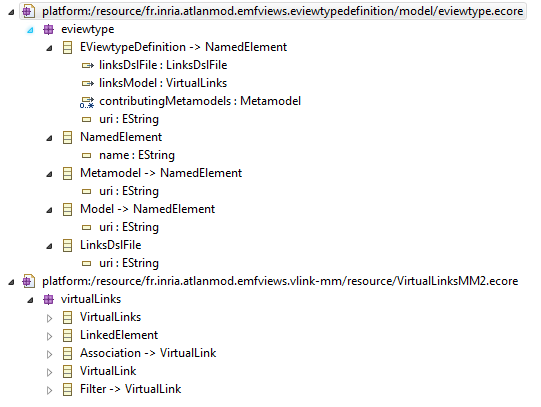 platform:/resource/fr.inria.atlanmod.emfviews.eviewtypedefinition/model/eviewtype.ecore
eviewtype
EViewtypeDefinition -> NamedElement
linksDslFile : LinksDslFile
linksModel : VirtualLinks
0..* contributingMetamodels : Metamodel
uri : EString
NamedElement
name : EString
Metamodel -> NamedElement
uri : EString
Model -> NamedElement
uri : EString
LinksDslFile
uri : EString
platform:/resource/fr.inria.atlanmod.emfviews.vlink-mm/resource/VirtualLinksMM2.ecore
virtualLinks
VirtualLinks
LinkedElement
Association -> VirtualLink
VirtualLink
Filter -> VirtualLink